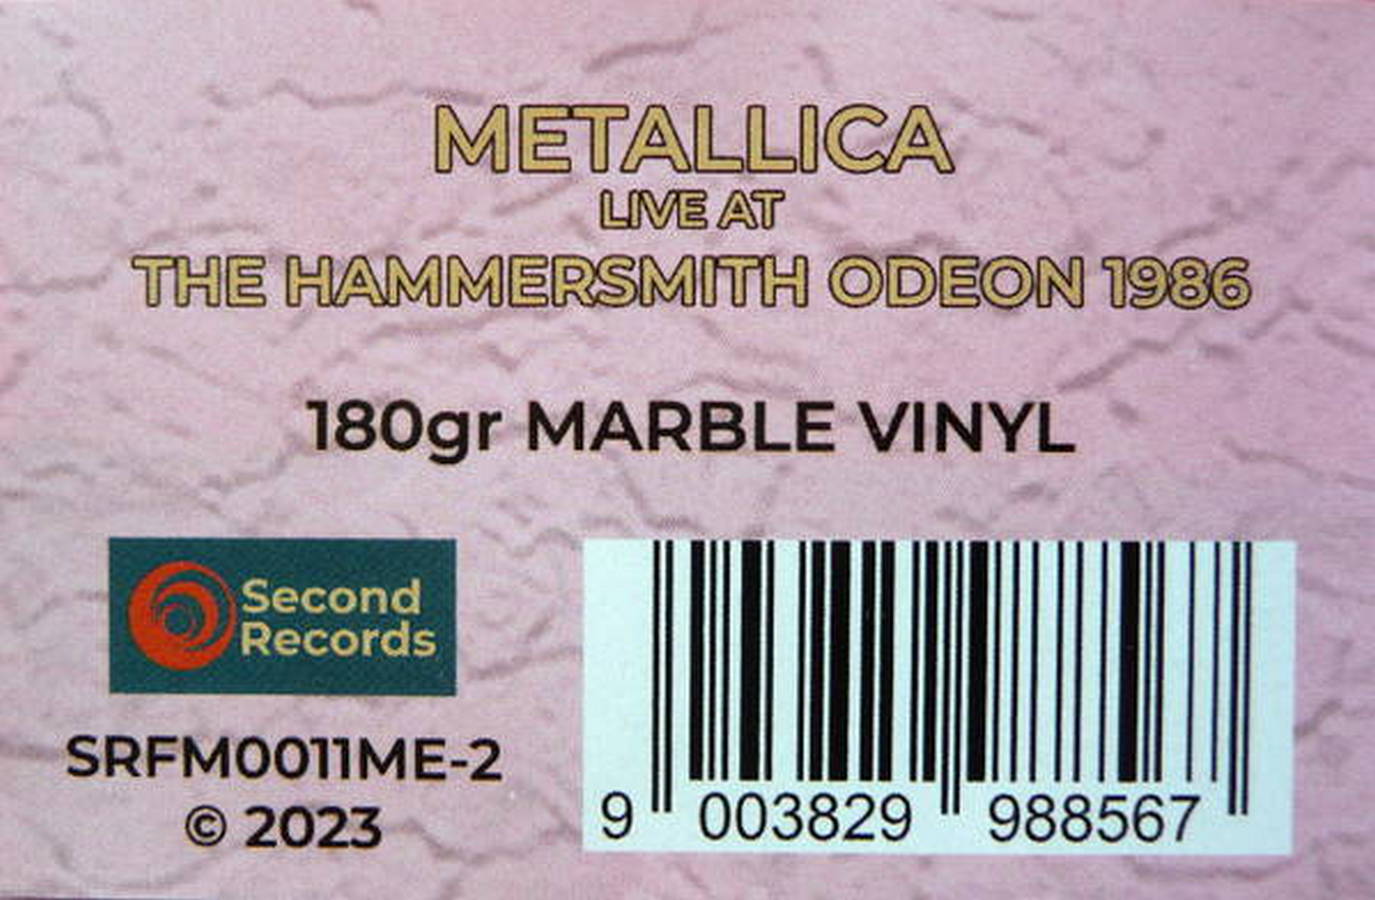 METALLICA
LIVE AT
THE HAMMERSMITH ODEON 1986
180gr MARBLE VINYL
Second
Records
SRFM0011ME-2
© 2023
9 003829 988567